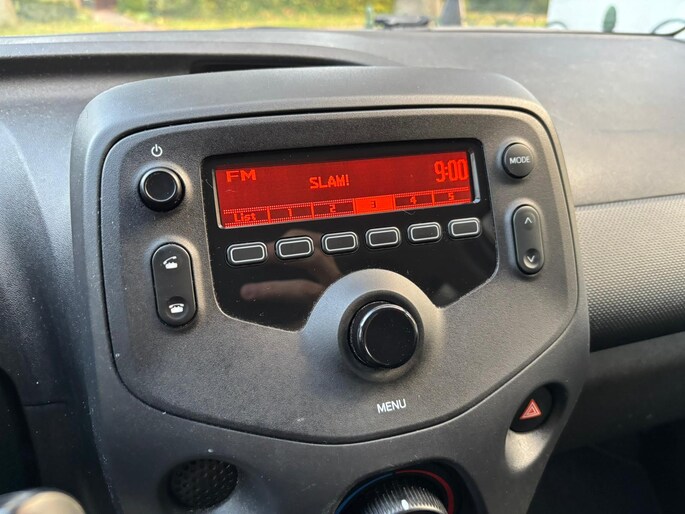 FM
SLAM!
9:00
MODE
List 1 2 3 4 5
MENU